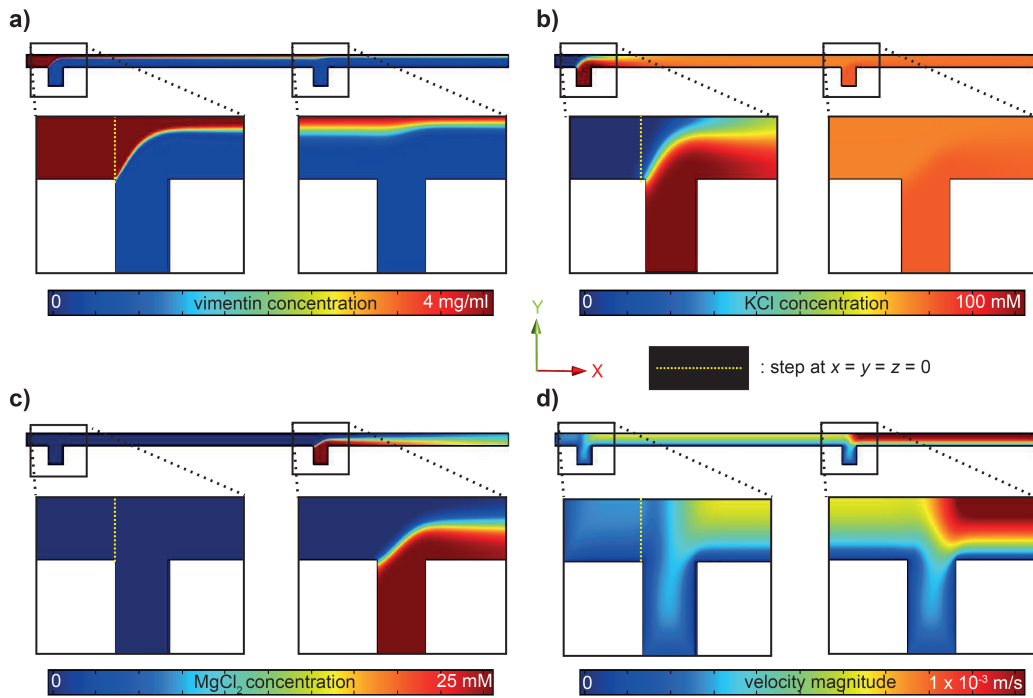 a)
b)
0 vimentin concentration 4 mg/ml
0 KCl concentration 100 mM
Y
X
: step at x = y = z = 0
c)
d)
0 MgCl₂ concentration 25 mM
0 velocity magnitude 1 x 10⁻³ m/s